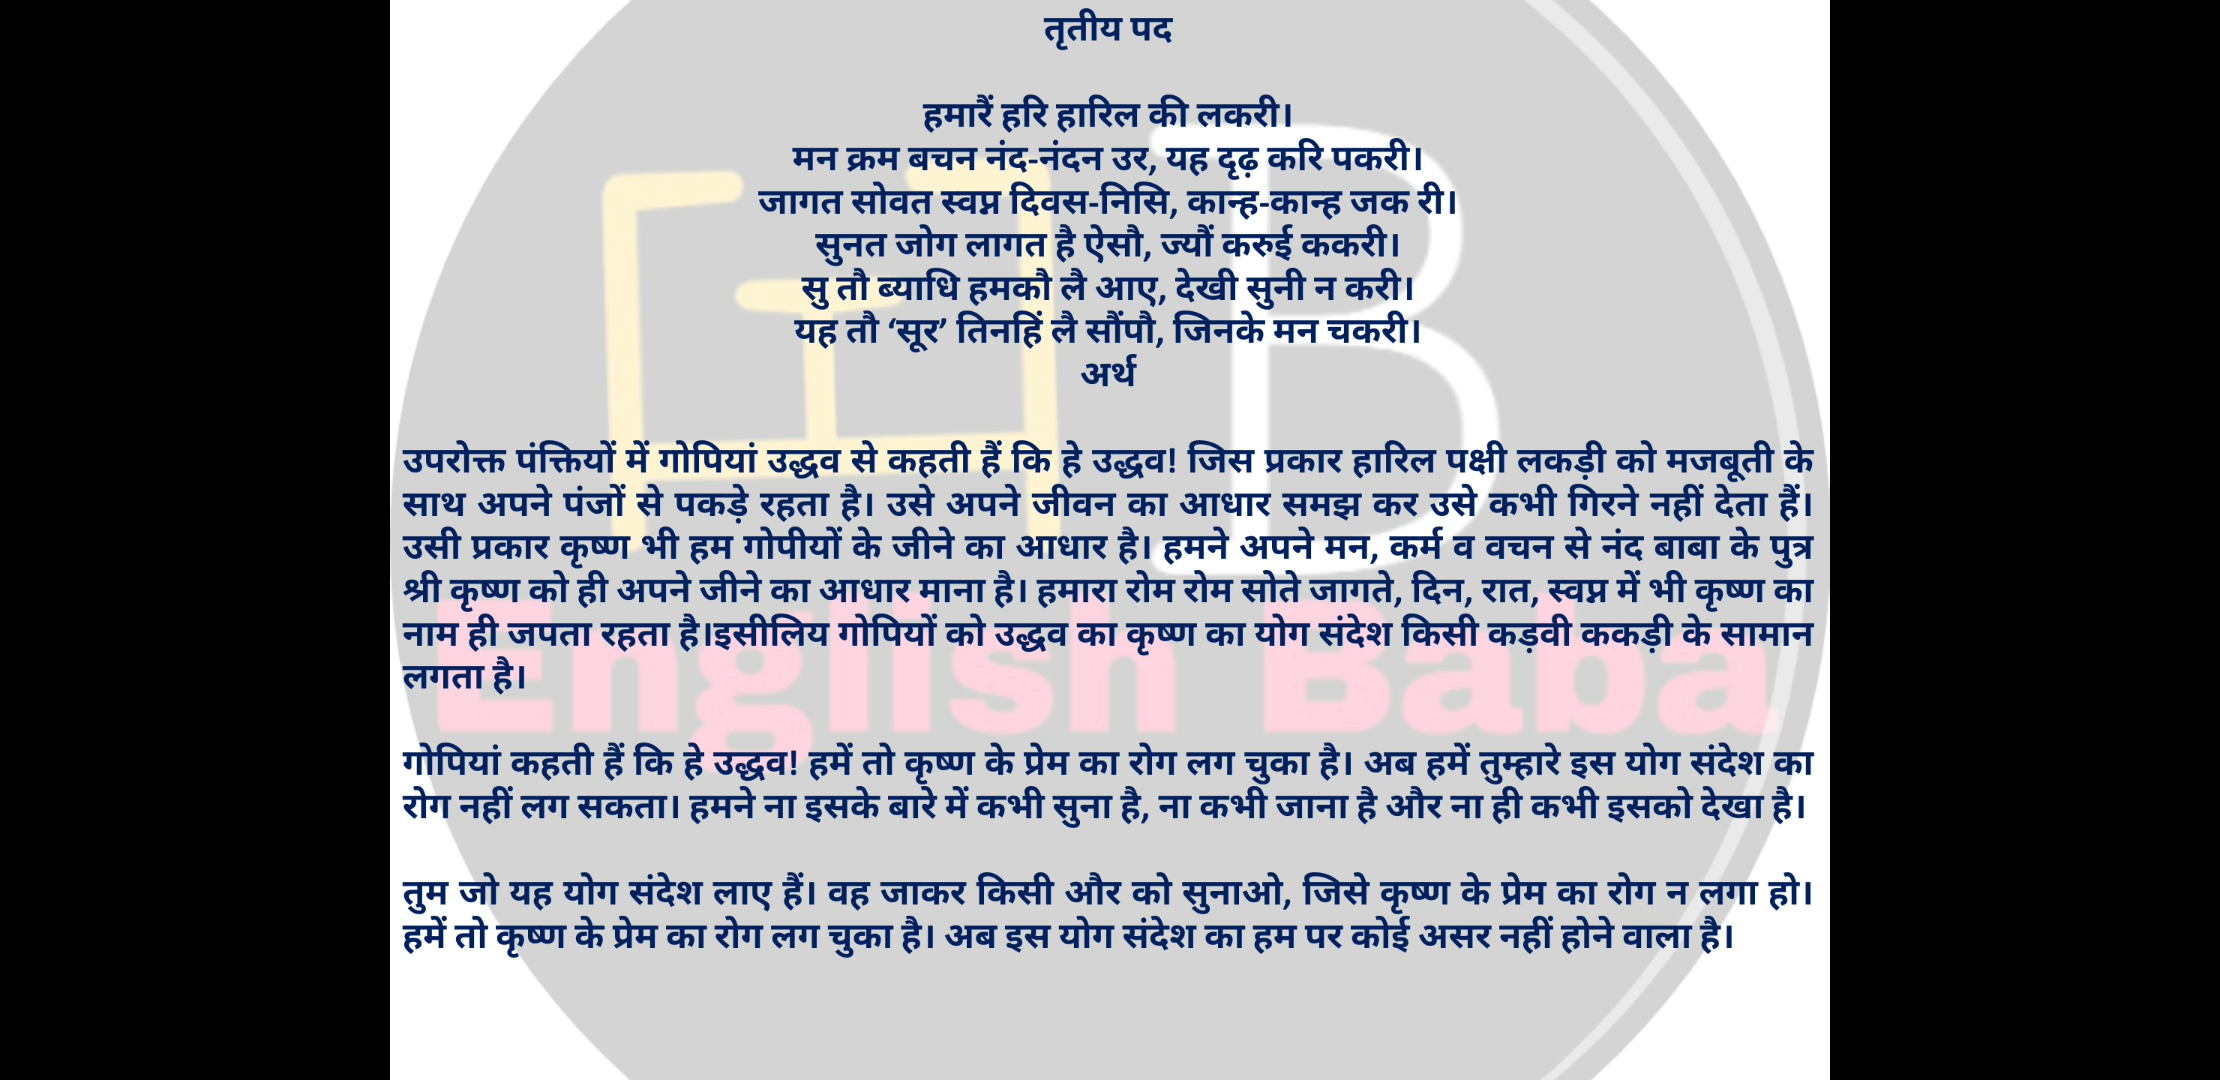 तृतीय पद
हमारैं हरि हारिल की लकरी।
मन क्रम बचन नंद-नंदन उर, यह दृढ़ करि पकरी।
जागत सोवत स्वप्न दिवस-निसि, कान्ह-कान्ह जक री।
सुनत जोग लागत है ऐसौ, ज्यौं करुई ककरी।
सु तौ ब्याधि हमकौ लै आए, देखी सुनी न करी।
यह तौ ‘सूर’ तिनहिं लै सौंपौ, जिनके मन चकरी।
अर्थ
उपरोक्त पंक्तियों में गोपियां उद्धव से कहती हैं कि हे उद्धव! जिस प्रकार हारिल पक्षी लकड़ी को मजबूती के
साथ अपने पंजों से पकड़े रहता है। उसे अपने जीवन का आधार समझ कर उसे कभी गिरने नहीं देता हैं।
उसी प्रकार कृष्ण भी हम गोपीयों के जीने का आधार है। हमने अपने मन, कर्म व वचन से नंद बाबा के पुत्र
श्री कृष्ण को ही अपने जीने का आधार माना है। हमारा रोम रोम सोते जागते, दिन, रात, स्वप्न में भी कृष्ण का
नाम ही जपता रहता है।इसीलिय गोपियों को उद्धव का कृष्ण का योग संदेश किसी कड़वी ककड़ी के सामान
लगता है।
English Baba
गोपियां कहती हैं कि हे उद्धव! हमें तो कृष्ण के प्रेम का रोग लग चुका है। अब हमें तुम्हारे इस योग संदेश का
रोग नहीं लग सकता। हमने ना इसके बारे में कभी सुना है, ना कभी जाना है और ना ही कभी इसको देखा है।
तुम जो यह योग संदेश लाए हैं। वह जाकर किसी और को सुनाओ, जिसे कृष्ण के प्रेम का रोग न लगा हो।
हमें तो कृष्ण के प्रेम का रोग लग चुका है। अब इस योग संदेश का हम पर कोई असर नहीं होने वाला है।